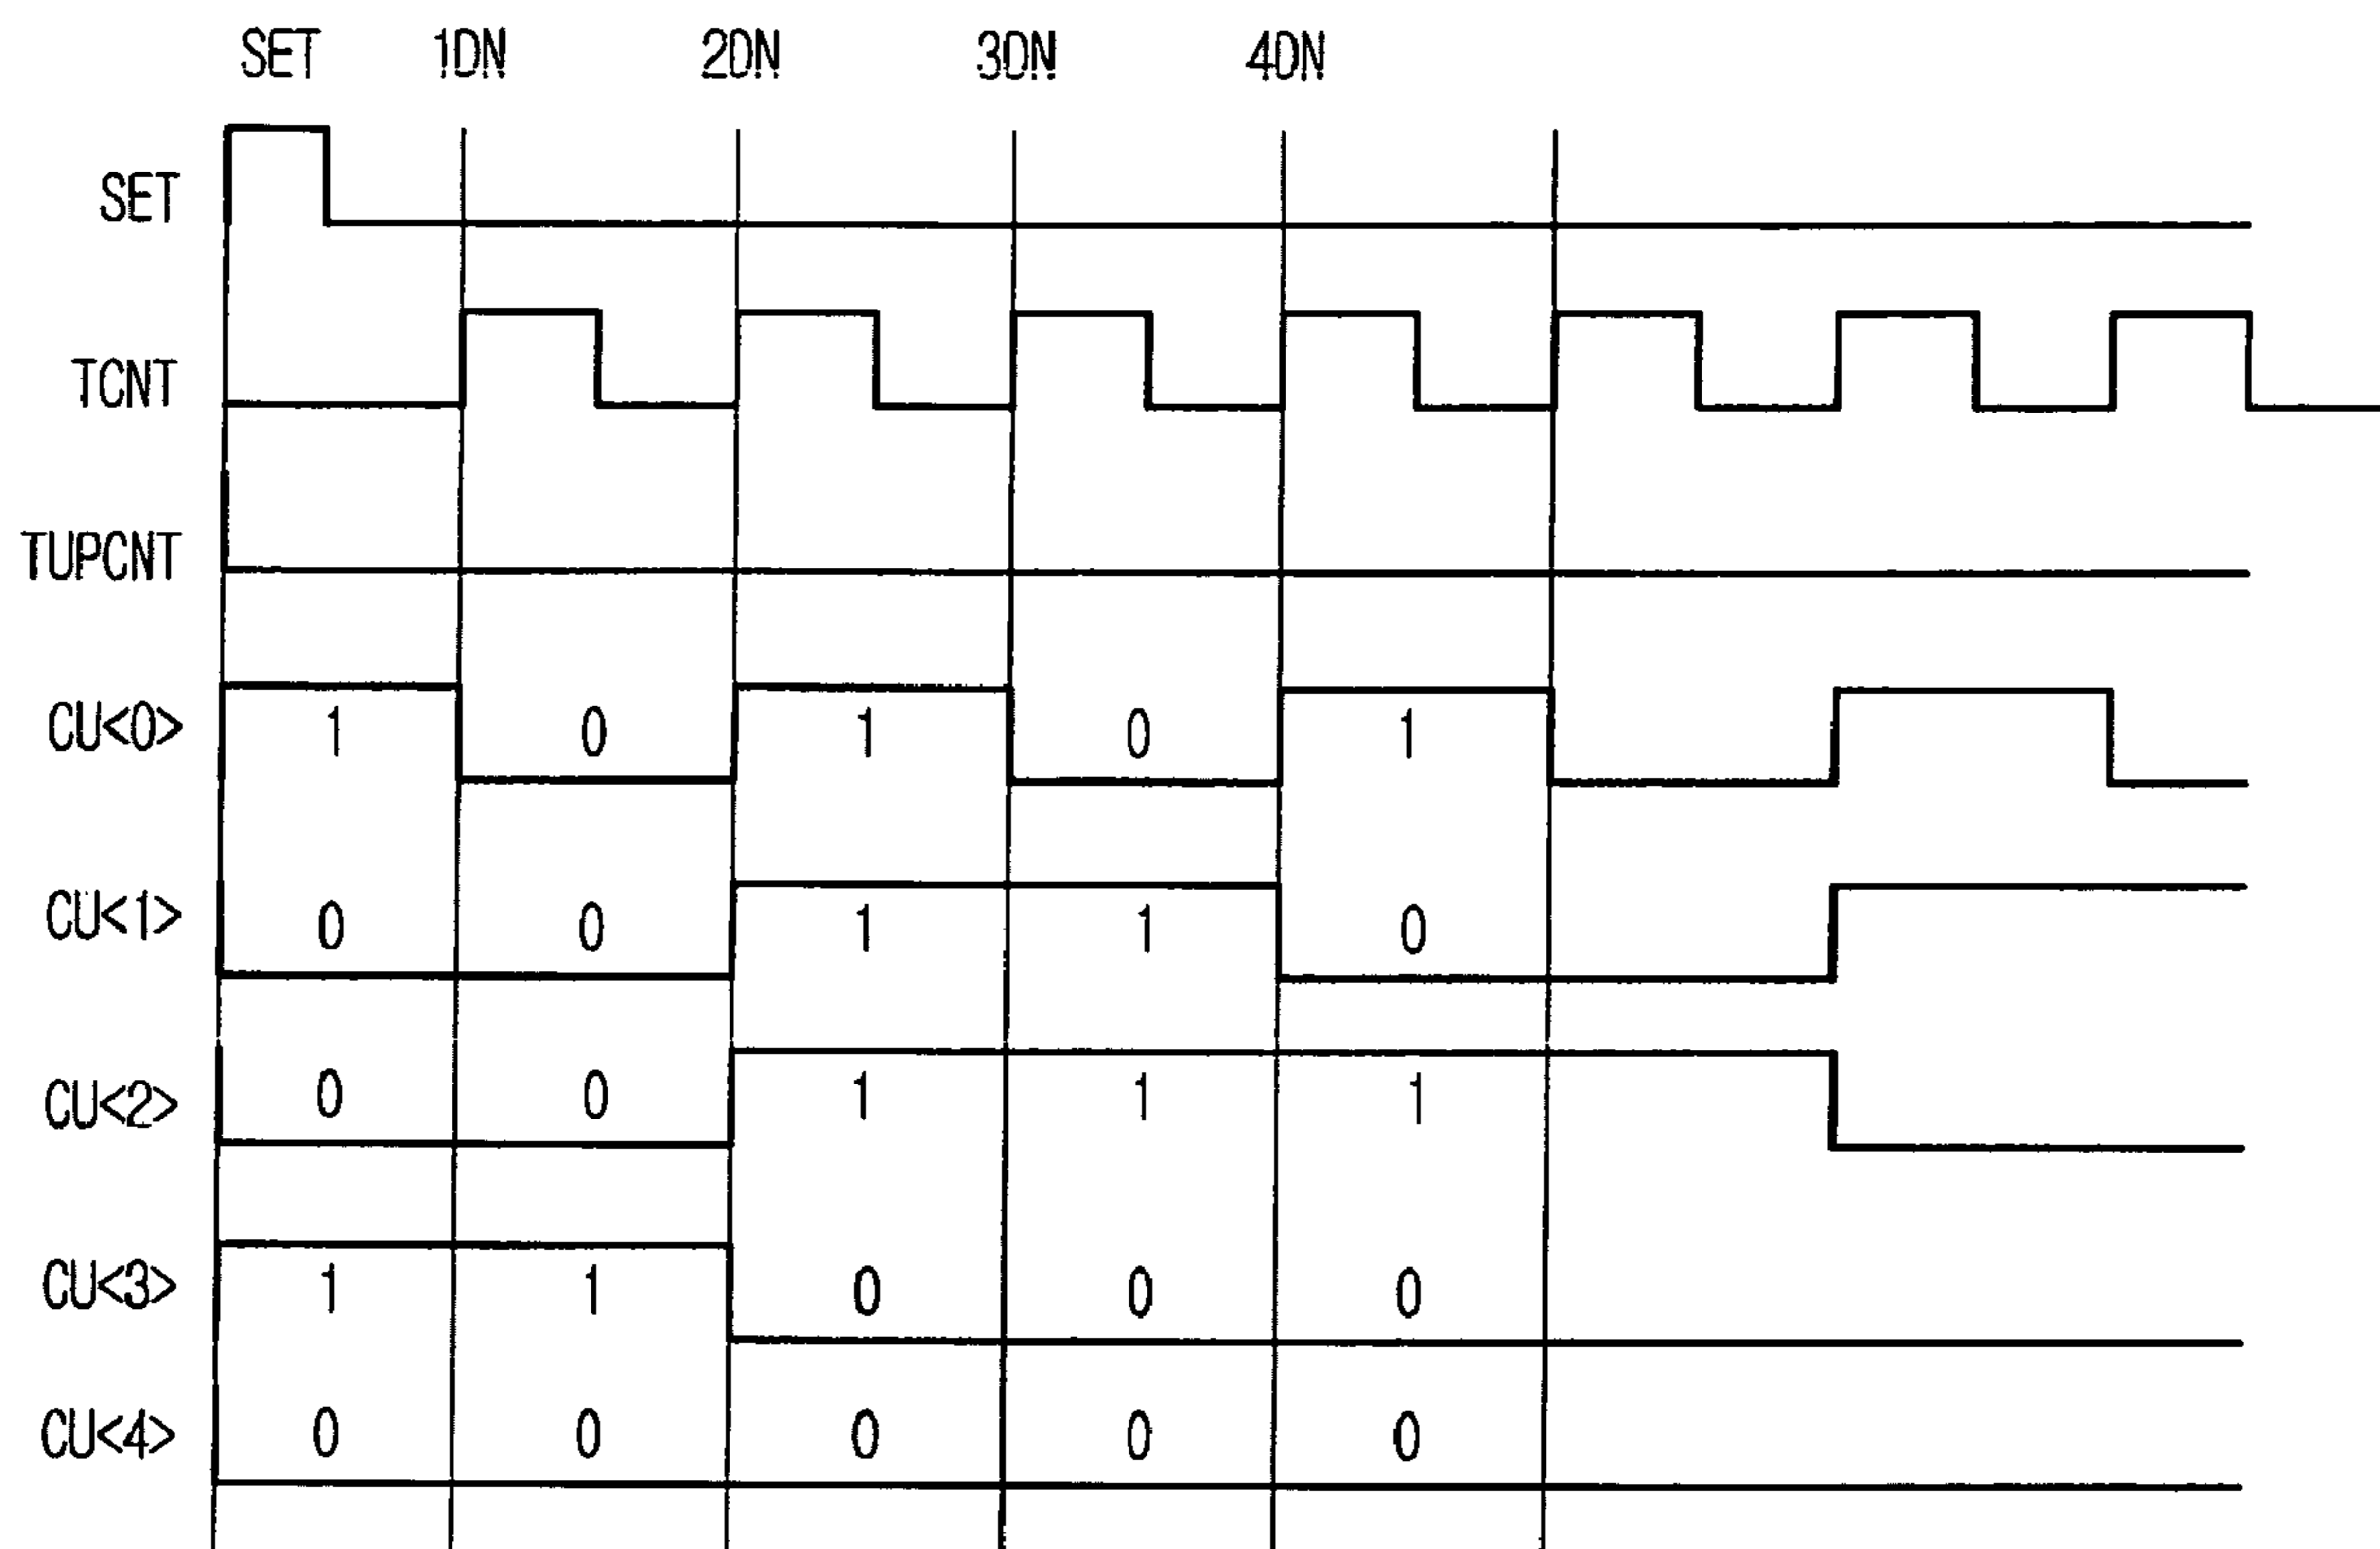 SET 1DN 2DN 3DN 4DN
SET
TCNT
TUPCNT
CU<0> 1 0 1 0 1
CU<1> 0 0 1 1 0
CU<2> 0 0 1 1 1
CU<3> 1 1 0 0 0
CU<4> 0 0 0 0 0